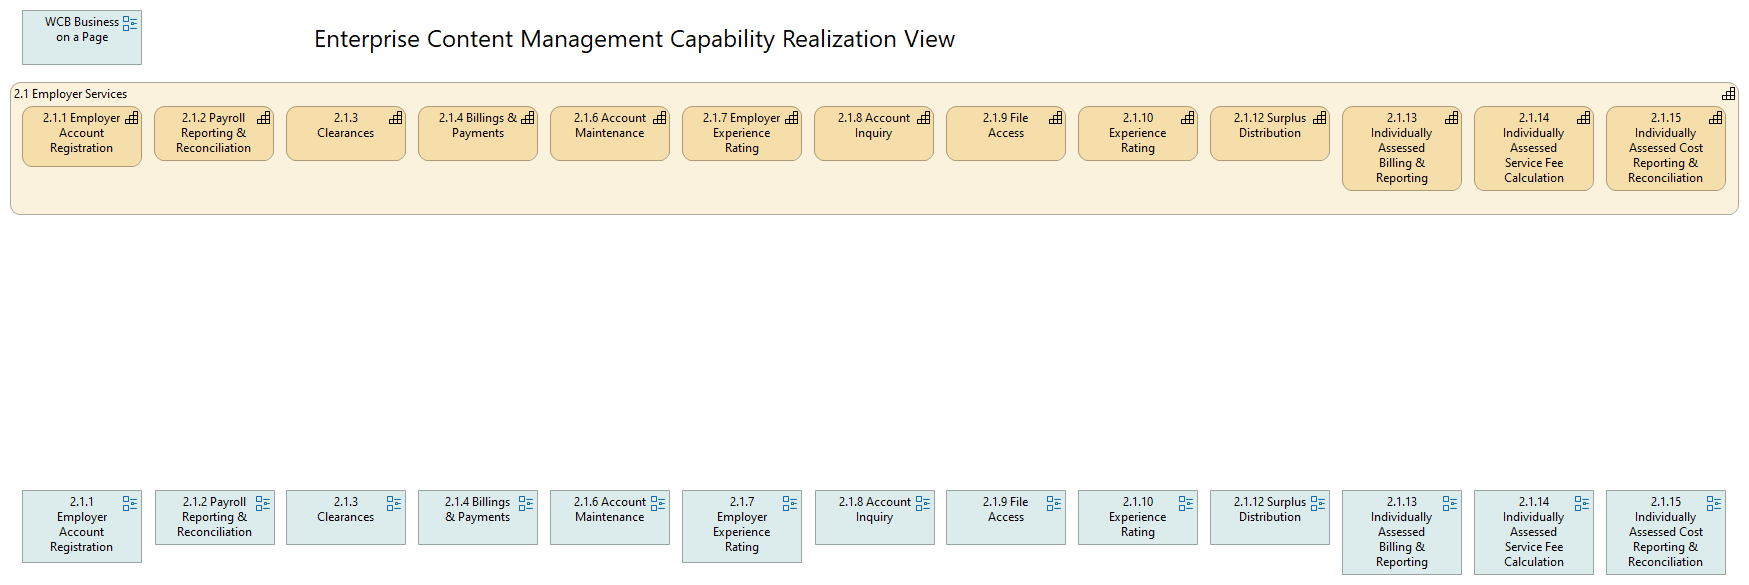 WCB Business
on a Page
Enterprise Content Management Capability Realization View
2.1 Employer Services
2.1.1 Employer
Account
Registration
2.1.2 Payroll
Reporting &
Reconciliation
2.1.3
Clearances
2.1.4 Billings &
Payments
2.1.6 Account
Maintenance
2.1.7 Employer
Experience
Rating
2.1.8 Account
Inquiry
2.1.9 File
Access
2.1.10
Experience
Rating
2.1.12 Surplus
Distribution
2.1.13
Individually
Assessed
Billing &
Reporting
2.1.14
Individually
Assessed
Service Fee
Calculation
2.1.15
Individually
Assessed Cost
Reporting &
Reconciliation
2.1.1
Employer
Account
Registration
2.1.2 Payroll
Reporting &
Reconciliation
2.1.3
Clearances
2.1.4 Billings
& Payments
2.1.6 Account
Maintenance
2.1.7
Employer
Experience
Rating
2.1.8 Account
Inquiry
2.1.9 File
Access
2.1.10
Experience
Rating
2.1.12 Surplus
Distribution
2.1.13
Individually
Assessed
Billing &
Reporting
2.1.14
Individually
Assessed
Service Fee
Calculation
2.1.15
Individually
Assessed Cost
Reporting &
Reconciliation